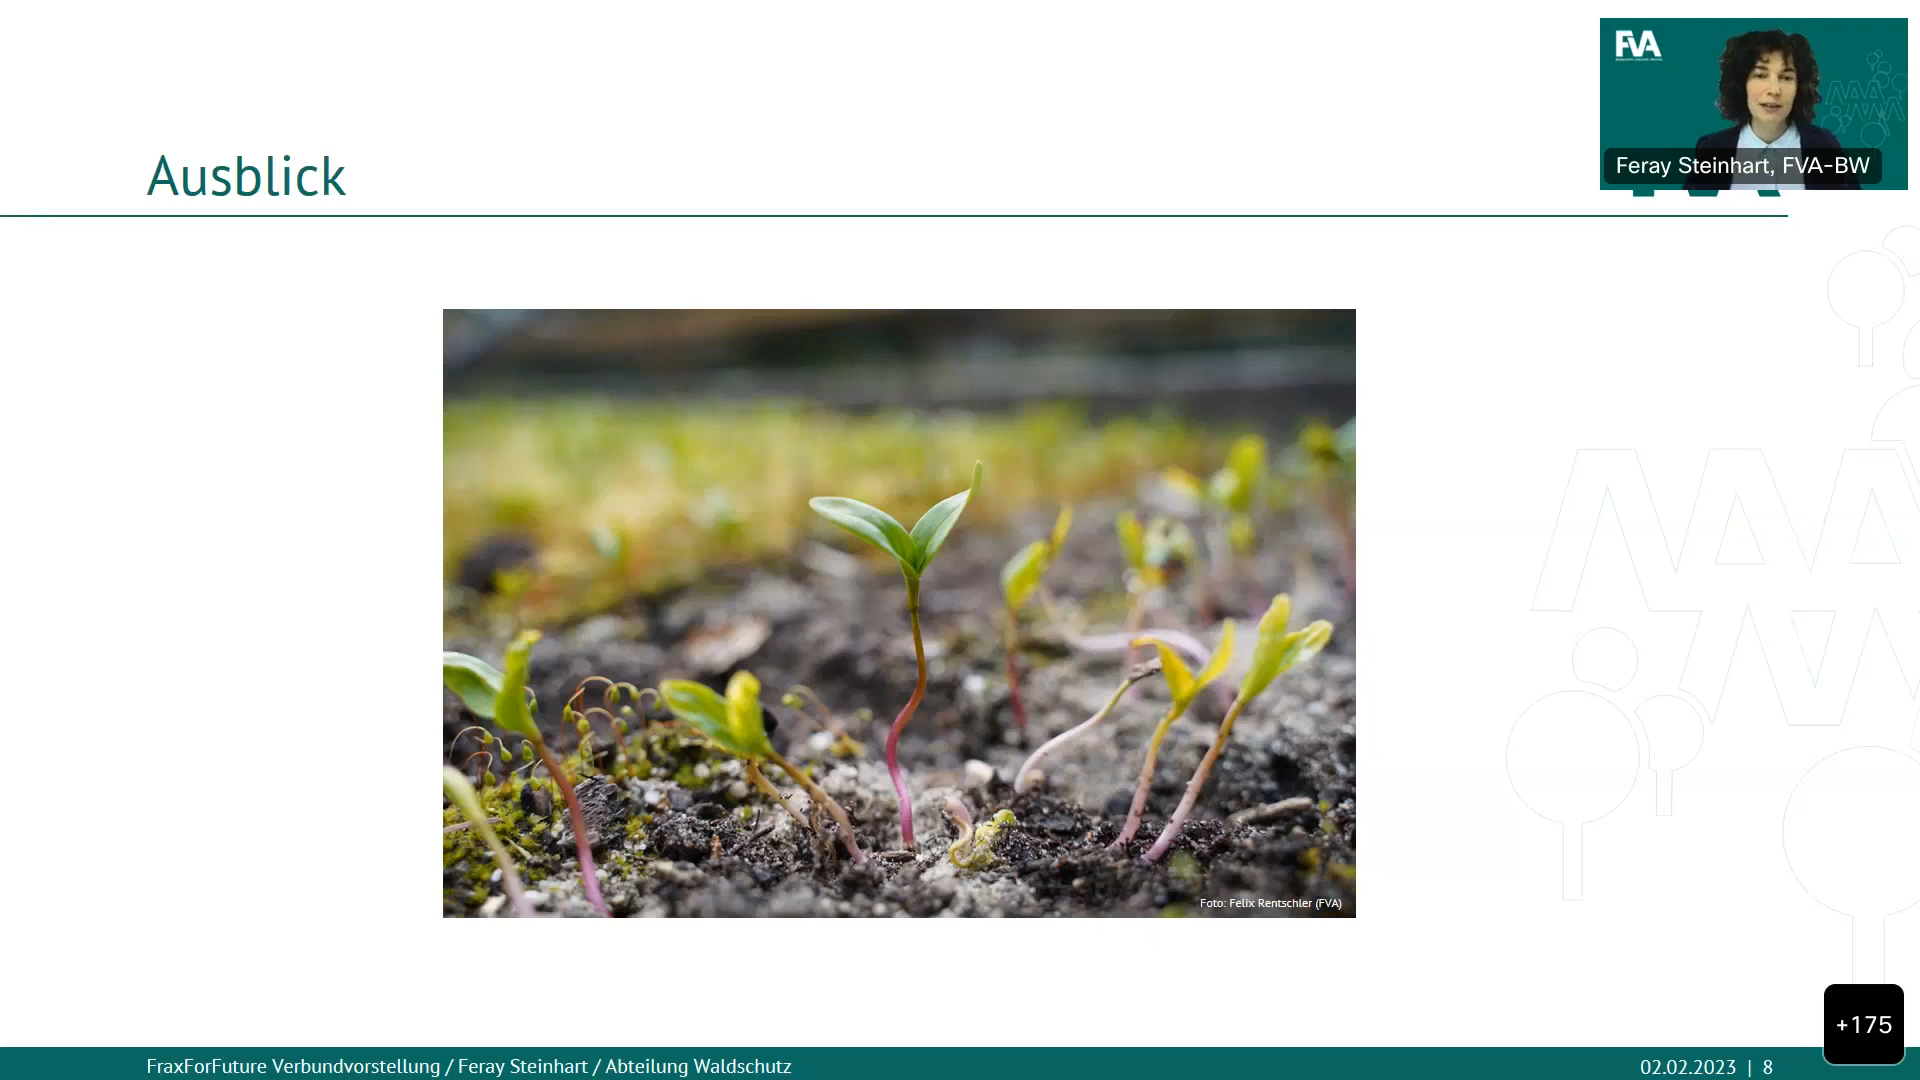 FVA
Feray Steinhart, FVA-BW
Ausblick
Foto: Felix Rentschler (FVA)
+175
FraxForFuture Verbundvorstellung / Feray Steinhart / Abteilung Waldschutz
02.02.2023 | 8